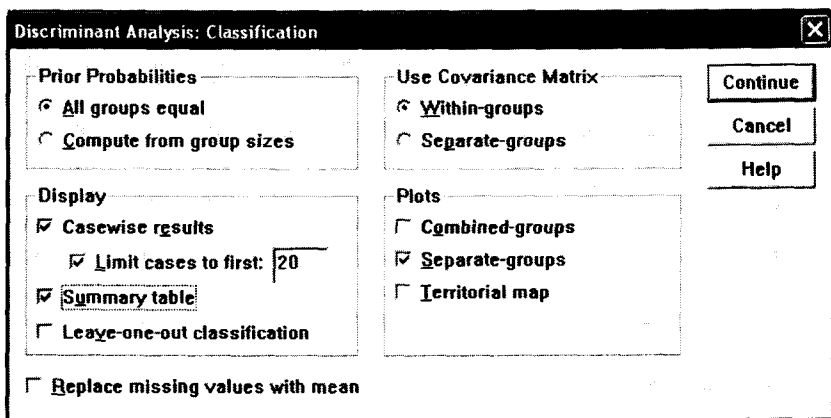 Discriminant Analysis: Classification
Prior Probabilities
All groups equal
Compute from group sizes
Use Covariance Matrix
Within-groups
Separate-groups
Continue
Cancel
Help
Display
Casewise results
Limit cases to first: 20
Summary table
Leave-one-out classification
Plots
Combined-groups
Separate-groups
Territorial map
Replace missing values with mean